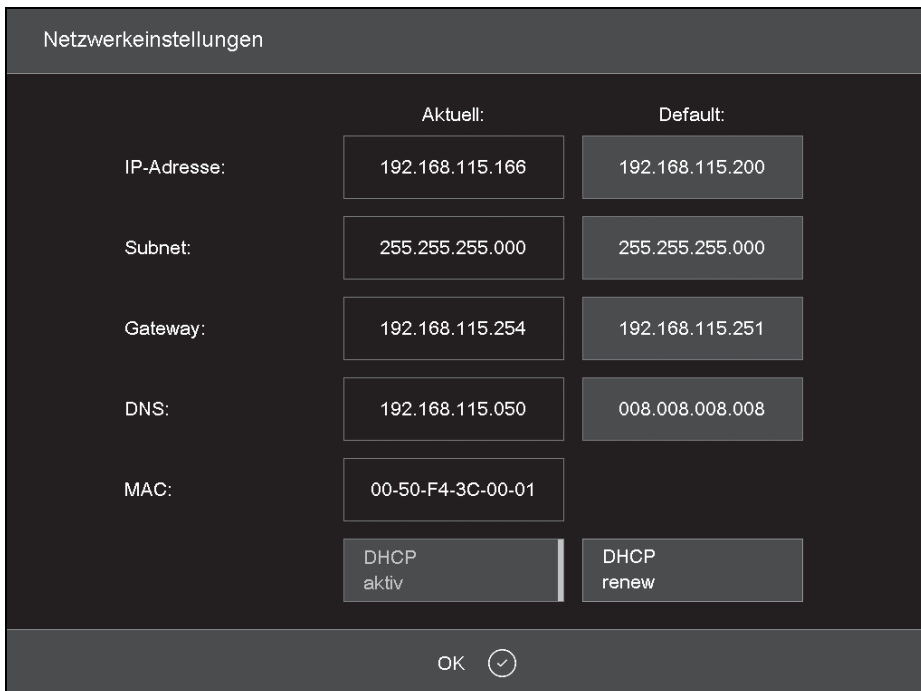 Netzwerkeinstellungen
Aktuell: Default:
IP-Adresse: 192.168.115.166 192.168.115.200
Subnet: 255.255.255.000 255.255.255.000
Gateway: 192.168.115.254 192.168.115.251
DNS: 192.168.115.050 008.008.008.008
MAC: 00-50-F4-3C-00-01
DHCP DHCP
aktiv renew
OK